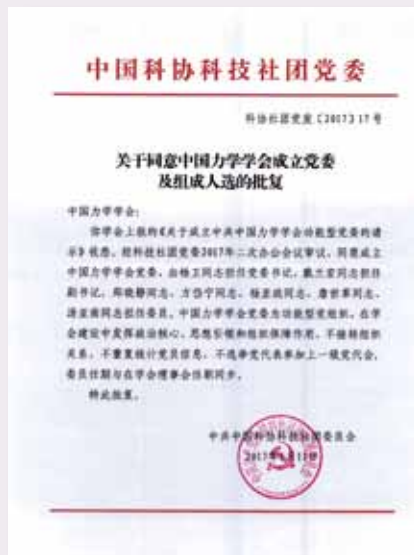 中国科协科技社团党委
科协社团党发〔2017〕17号
关于同意中国力学学会成立党委
及组成人选的批复
中国力学学会:
你学会上报的《关于成立中共中国力学学会功能型党委的请
示》收悉。经科技社团党委2017年二次办公会议审议,同意成立
中国力学学会党委。由杨卫同志担任党委书记,戴兰宏同志担任
副书记,郑晓静同志、方岱宁同志、杨亚政同志、詹世革同志、
汤亚南同志担任委员。中国力学学会党委为功能型党组织,在学
会建设中发挥政治核心、思想引领和组织保障作用,不接转组织
关系,不重复统计党员信息,不选举党代表参加上一级党代会,
委员任期与在学会理事会任期同步。
特此批复。
中共中国科协科技社团委员会
2017年 月11日